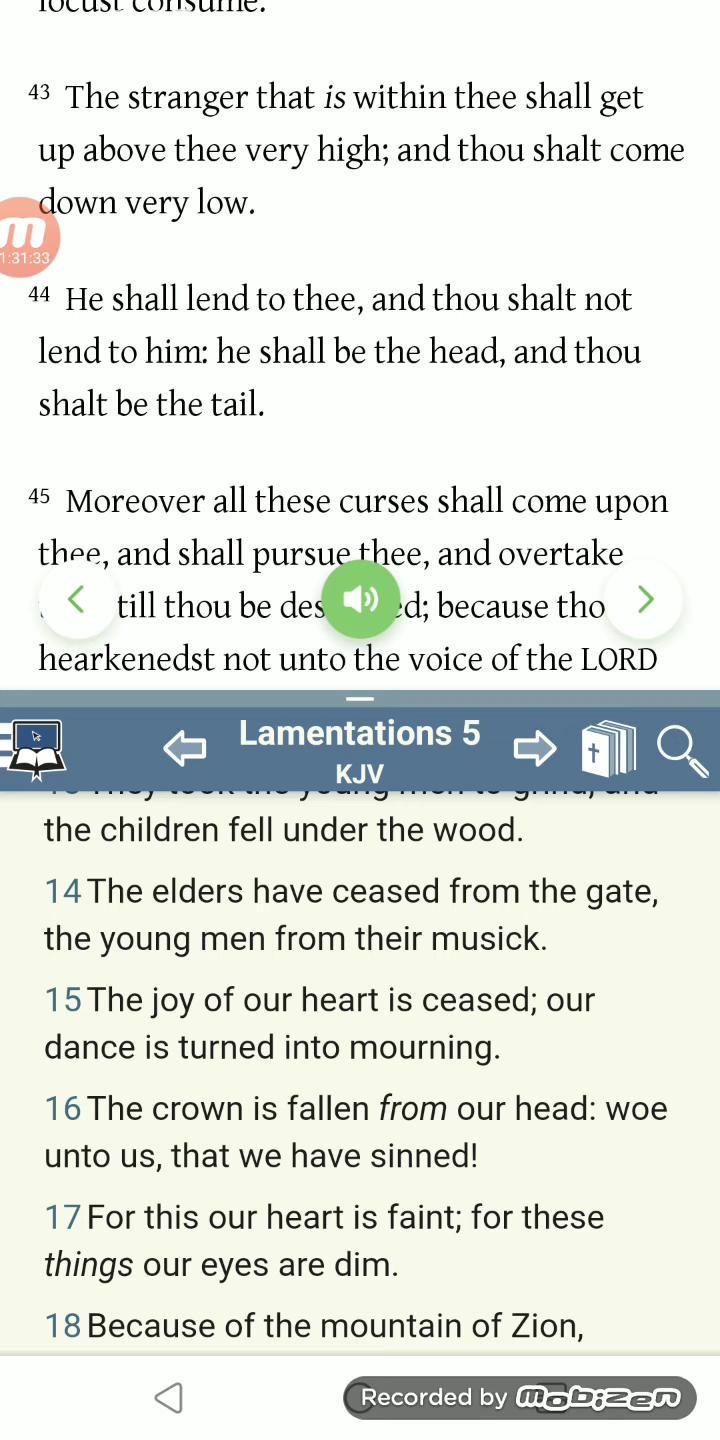 43 The stranger that is within thee shall get
up above thee very high; and thou shalt come
down very low.
1:31:33
44 He shall lend to thee, and thou shalt not
lend to him: he shall be the head, and thou
shalt be the tail.
45 Moreover all these curses shall come upon
thee, and shall pursue thee, and overtake
till thou be
hearkenedst not unto the voice of the LORD
Lamentations 5
KJV
the children fell under the wood.
14 The elders have ceased from the gate,
the young men from their musick.
15 The joy of our heart is ceased; our
dance is turned into mourning.
16 The crown is fallen from our head: woe
unto us, that we have sinned!
17 For this our heart is faint; for these
things our eyes are dim.
18 Because of the mountain of Zion,
Recorded by mobizen